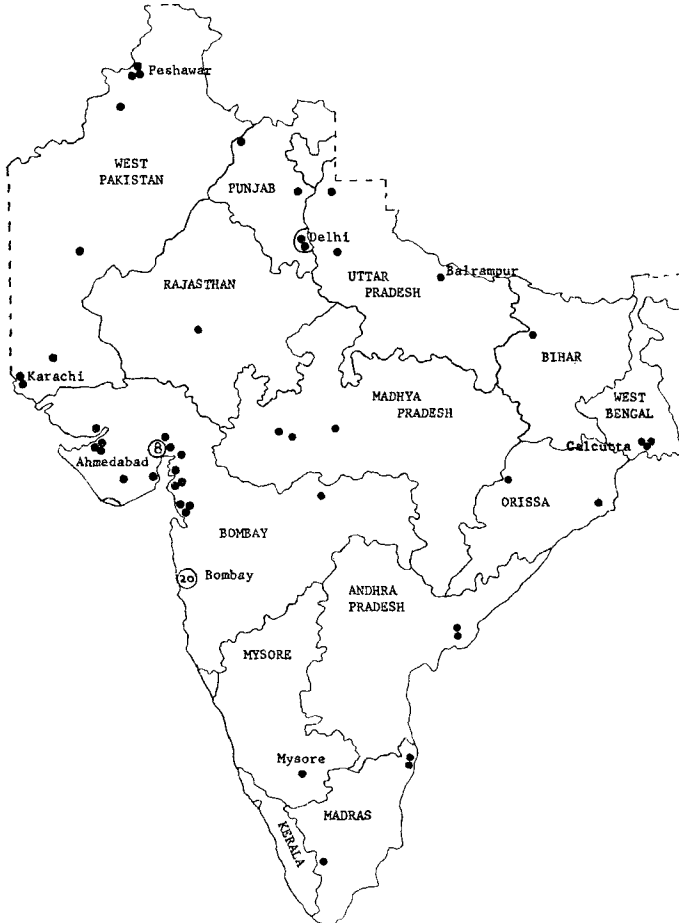 Peshawar
WEST
PAKISTAN
PUNJAB
Delhi
RAJASTHAN
UTTAR
PRADESH
Balrampur
BIHAR
Karachi
MADHYA
PRADESH
WEST
BENGAL
8
Ahmedabad
Calcutta
ORISSA
BOMBAY
20 Bombay
ANDHRA
PRADESH
MYSORE
Mysore
MADRAS
KERALA